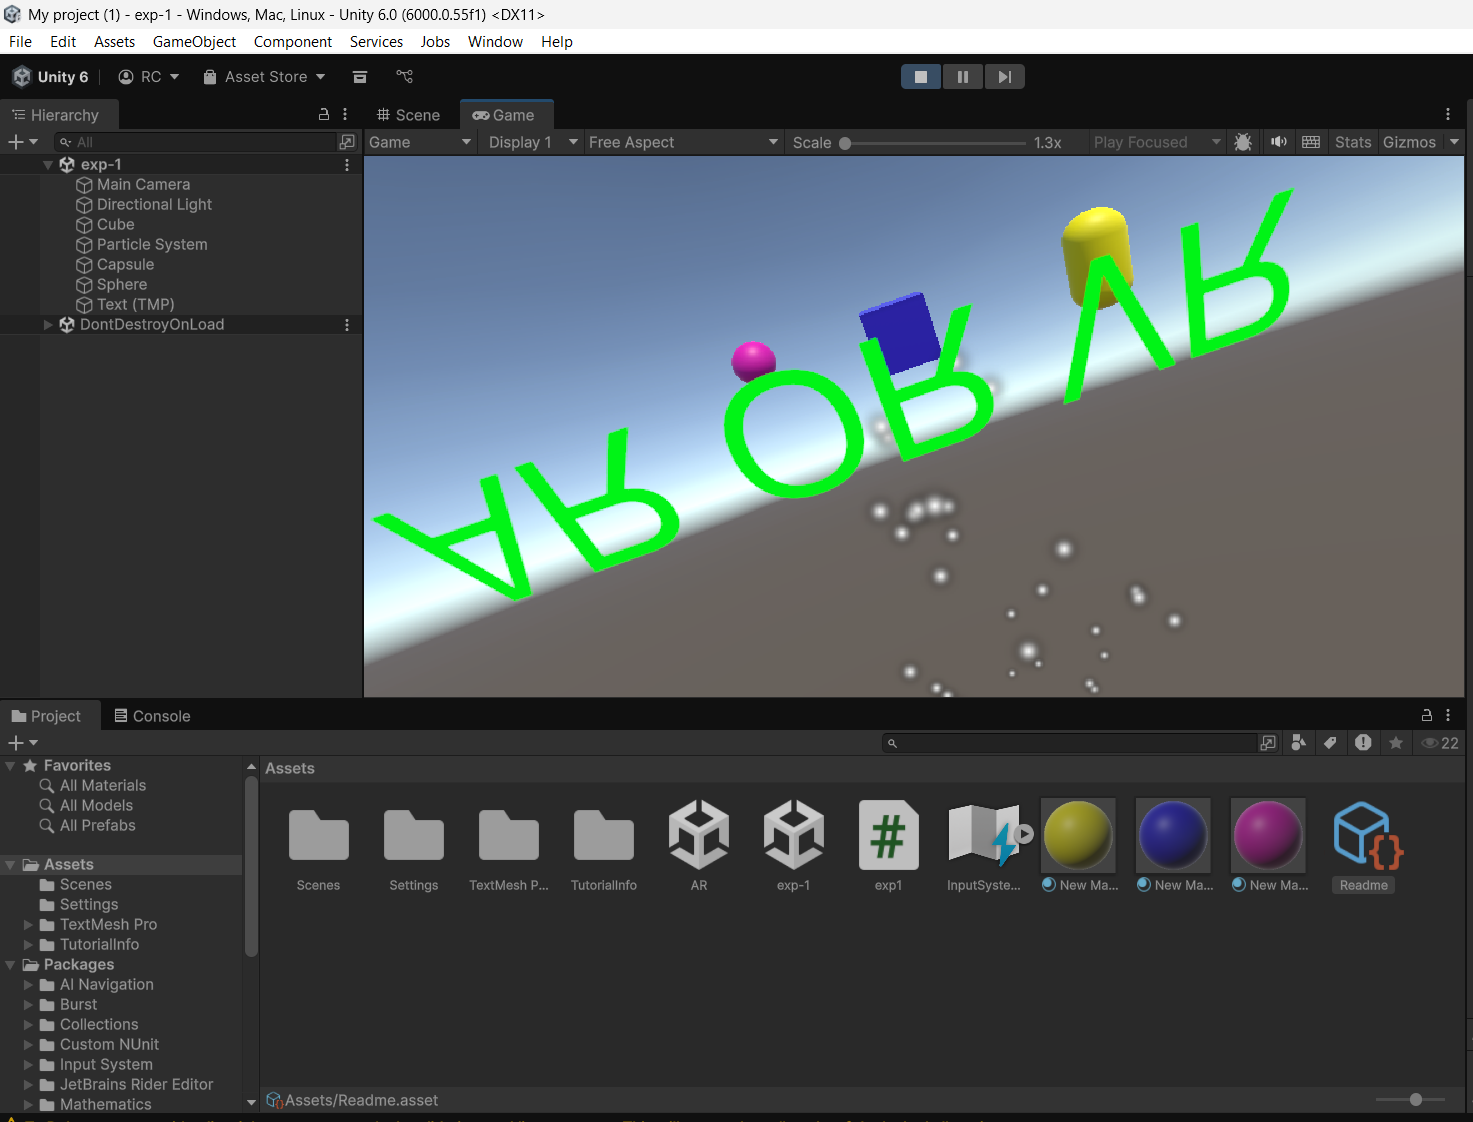 My project (1) - exp-1 - Windows, Mac, Linux - Unity 6.0 (6000.0.55f1) <DX11>
File Edit Assets GameObject Component Services Jobs Window Help
Unity 6 RC Asset Store
Hierarchy
All
exp-1
Main Camera
Directional Light
Cube
Particle System
Capsule
Sphere
Text (TMP)
DontDestroyOnLoad
Scene Game
Game Display 1 Free Aspect Scale 1.3x Play Focused Stats Gizmos
AR OR VR
Project Console
22
Favorites
All Materials
All Models
All Prefabs
Assets
Scenes
Settings
TextMesh Pro
TutorialInfo
Packages
AI Navigation
Burst
Collections
Custom NUnit
Input System
JetBrains Rider Editor
Mathematics
Assets
Scenes Settings TextMesh P... TutorialInfo AR exp-1 exp1 InputSyste... New Ma... New Ma... New Ma... Readme
Assets/Readme.asset